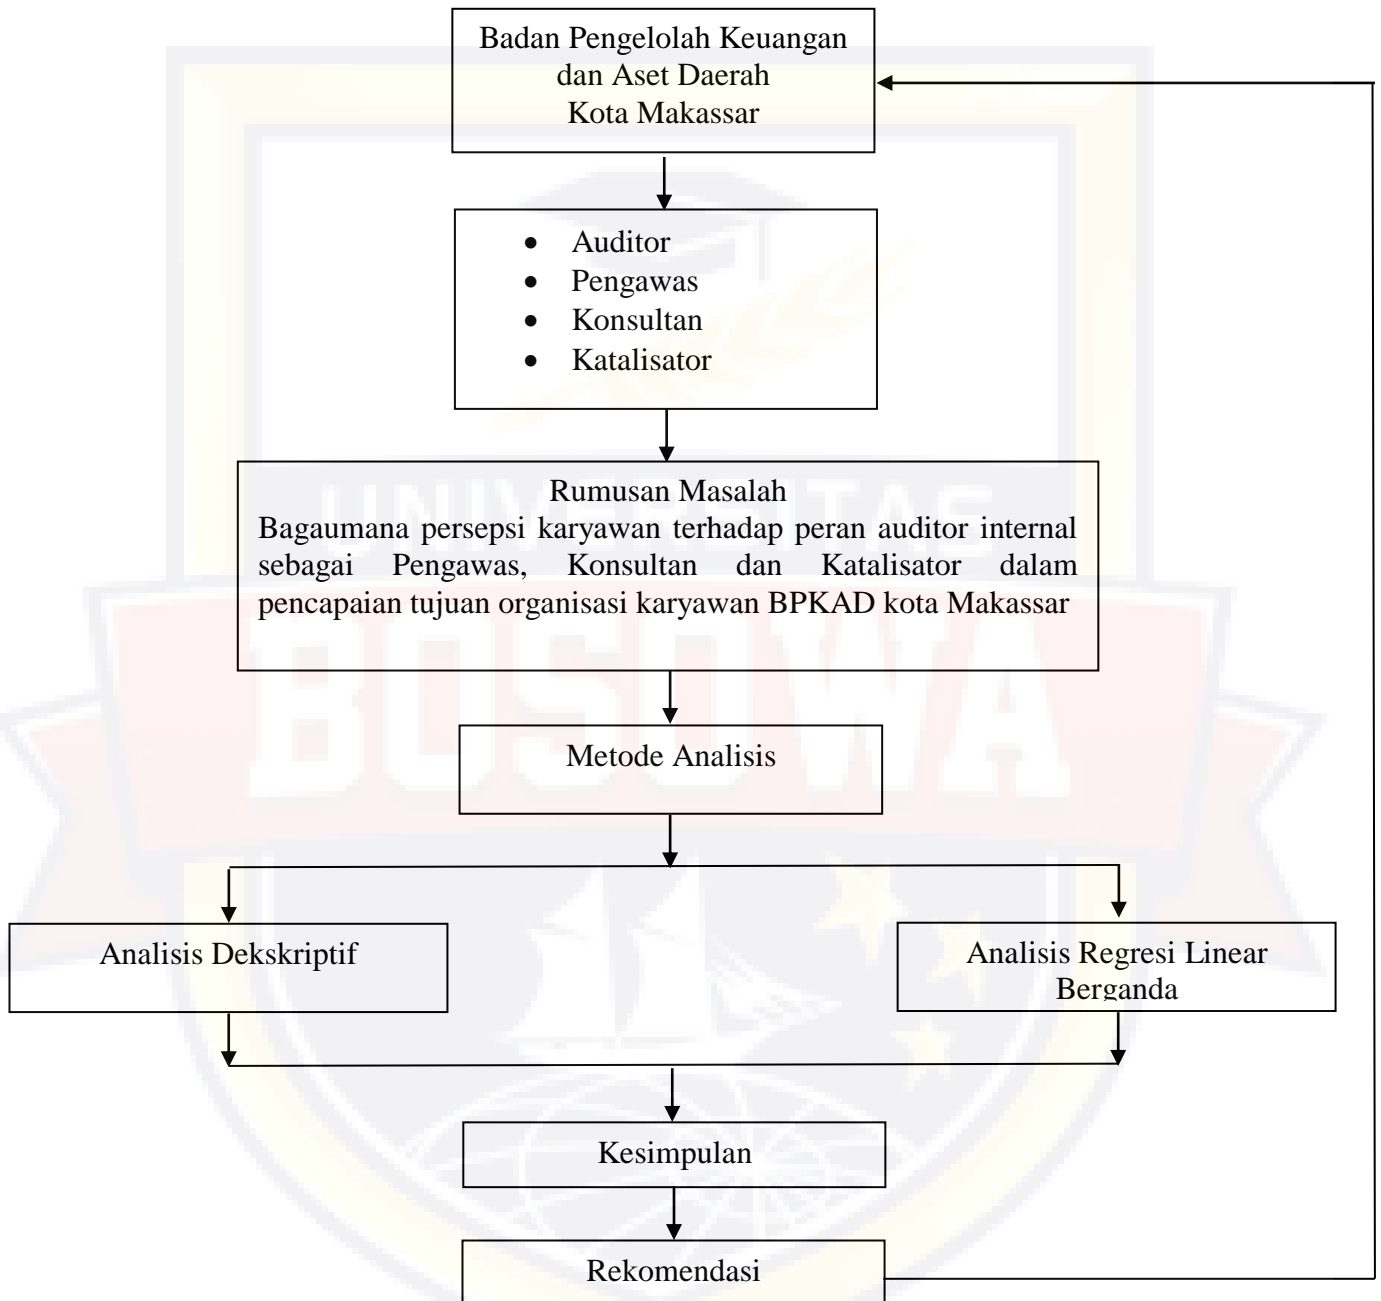 Badan Pengelolah Keuangan
dan Aset Daerah
Kota Makassar
• Auditor
• Pengawas
• Konsultan
• Katalisator
Rumusan Masalah
Bagaumana persepsi karyawan terhadap peran auditor internal
sebagai Pengawas, Konsultan dan Katalisator dalam
pencapaian tujuan organisasi karyawan BPKAD kota Makassar
UNIVERSITAS
BOSOWA
Metode Analisis
Analisis Dekskriptif
Analisis Regresi Linear
Berganda
Kesimpulan
Rekomendasi